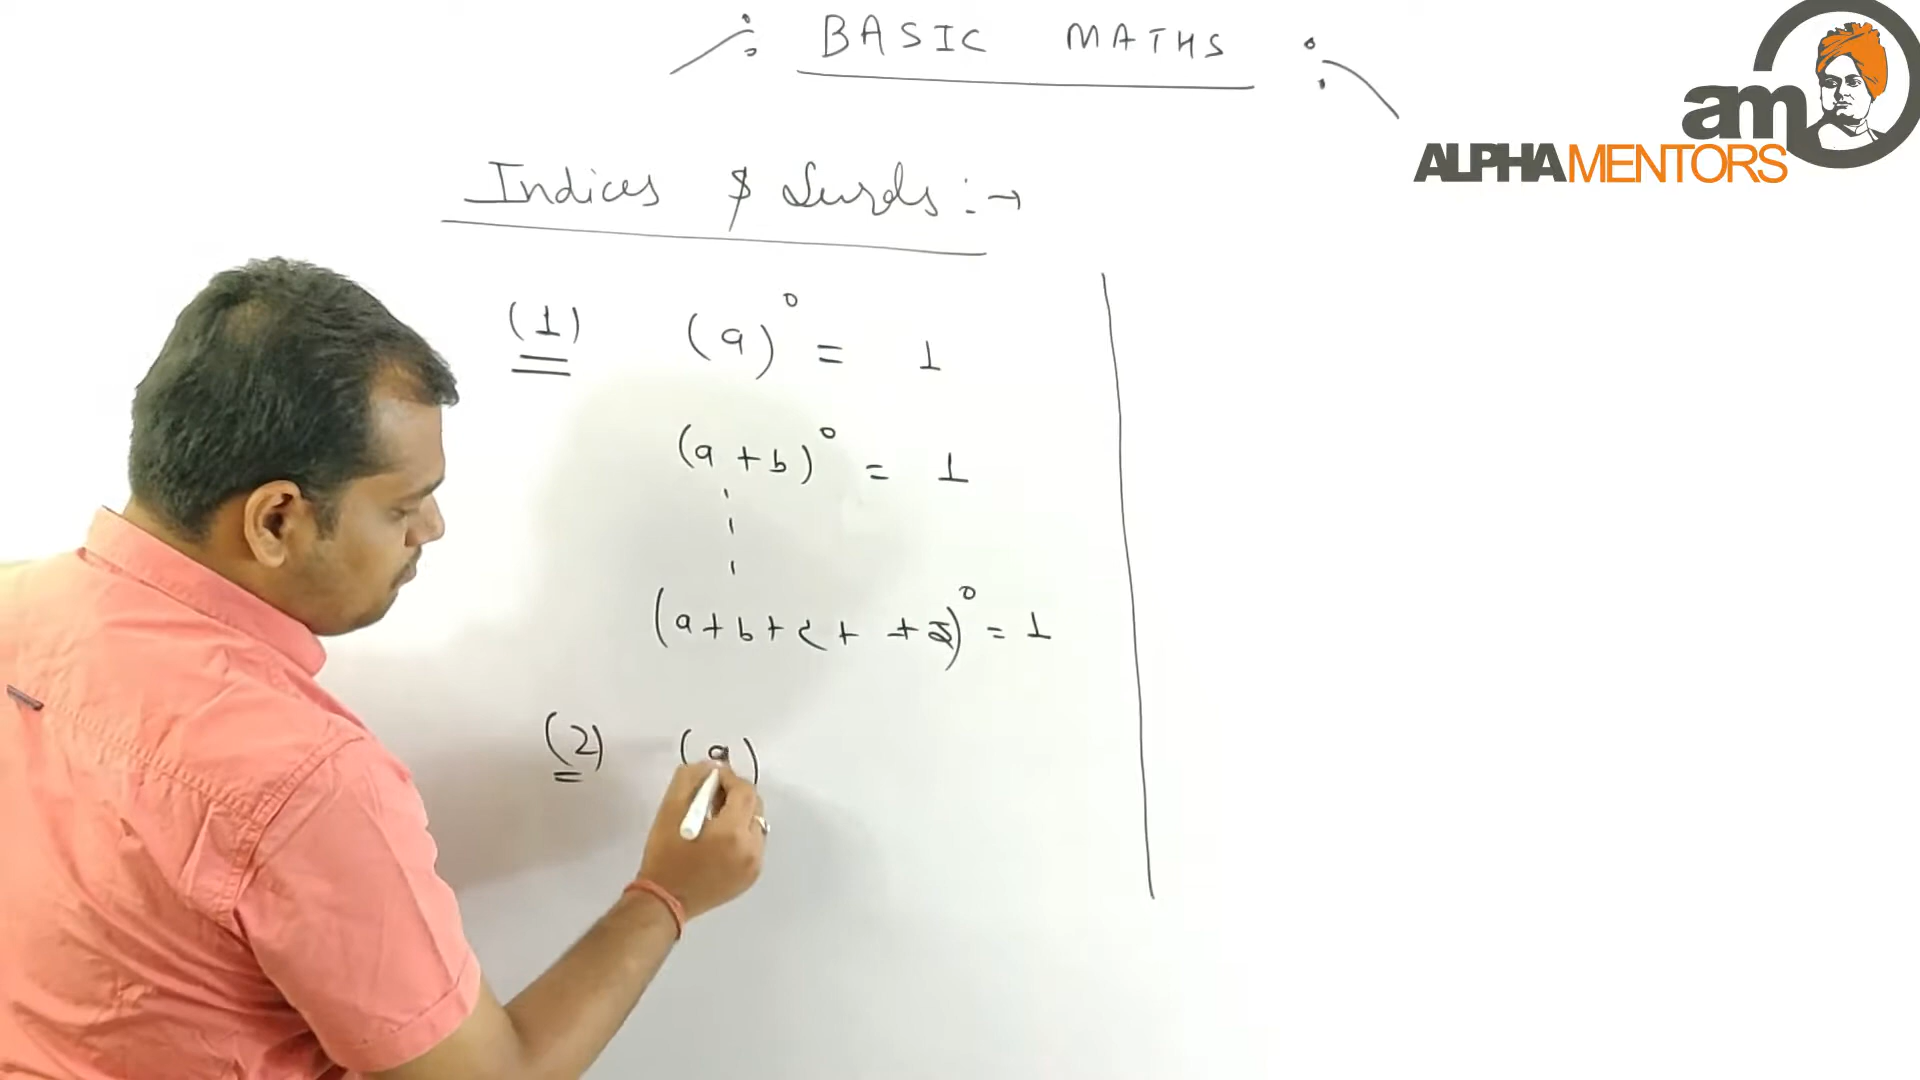 :. BASIC MATHS :.
am
ALPHAMENTORS
Indices & Surds :→
(1) (a)⁰ = 1
(a + b)⁰ = 1
(a + b + c + + z)⁰ = 1
(2) (a)